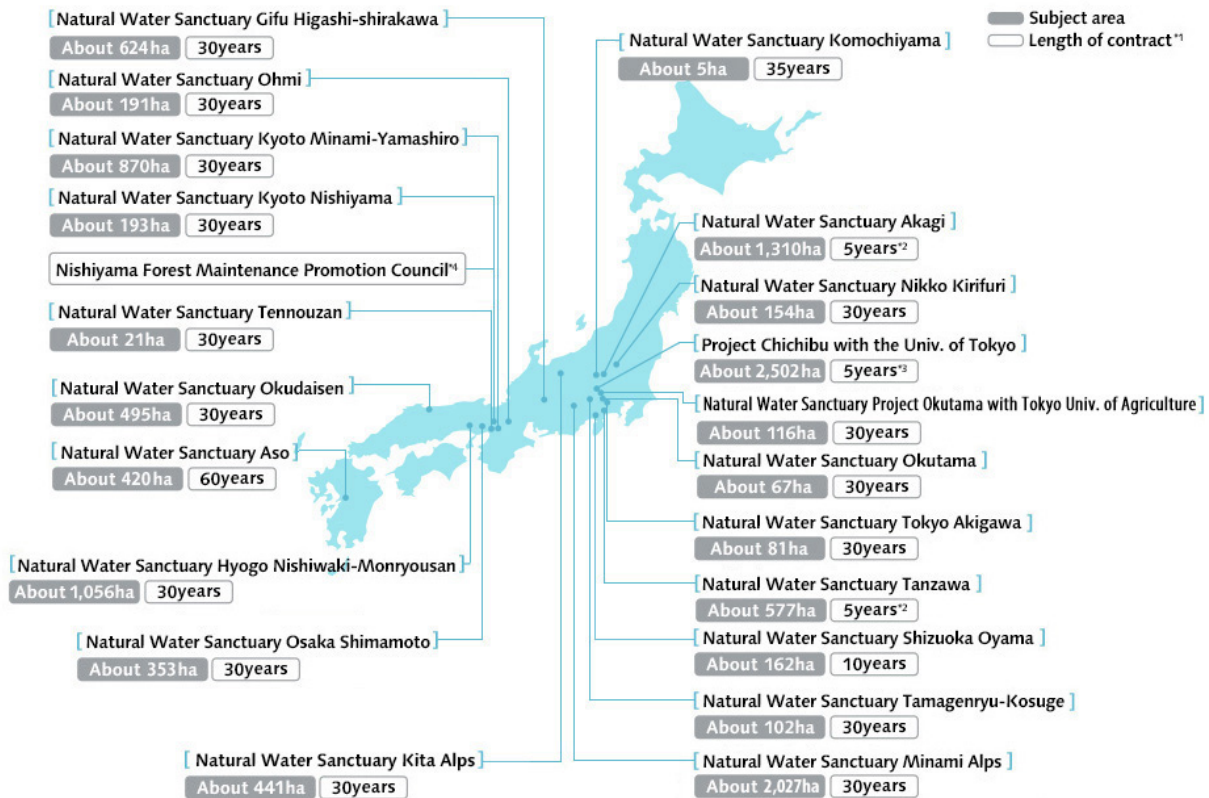 [Natural Water Sanctuary Gifu Higashi-shirakawa]
About 624ha 30years
[Natural Water Sanctuary Ohmi]
About 191ha 30years
[Natural Water Sanctuary Kyoto Minami-Yamashiro]
About 870ha 30years
[Natural Water Sanctuary Kyoto Nishiyama]
About 193ha 30years
Nishiyama Forest Maintenance Promotion Council*4
[Natural Water Sanctuary Tennouzan]
About 21ha 30years
[Natural Water Sanctuary Okudaisen]
About 495ha 30years
[Natural Water Sanctuary Aso]
About 420ha 60years
[Natural Water Sanctuary Hyogo Nishiwaki-Monryousan]
About 1,056ha 30years
[Natural Water Sanctuary Osaka Shimamoto]
About 353ha 30years
[Natural Water Sanctuary Kita Alps]
About 441ha 30years
Subject area
Length of contract*1
[Natural Water Sanctuary Komochiyama]
About 5ha 35years
[Natural Water Sanctuary Akagi]
About 1,310ha 5years*2
[Natural Water Sanctuary Nikko Kirifuri]
About 154ha 30years
[Project Chichibu with the Univ. of Tokyo]
About 2,502ha 5years*3
[Natural Water Sanctuary Project Okutama with Tokyo Univ. of Agriculture]
About 116ha 30years
[Natural Water Sanctuary Okutama]
About 67ha 30years
[Natural Water Sanctuary Tokyo Akigawa]
About 81ha 30years
[Natural Water Sanctuary Tanzawa]
About 577ha 5years*2
[Natural Water Sanctuary Shizuoka Oyama]
About 162ha 10years
[Natural Water Sanctuary Tamagenryu-Kosuge]
About 102ha 30years
[Natural Water Sanctuary Minami Alps]
About 2,027ha 30years